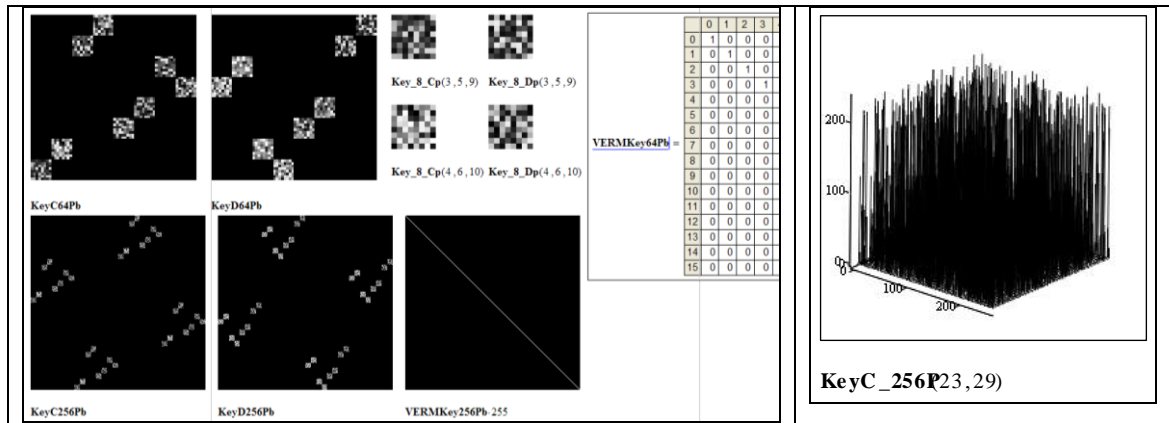 Key_8_Cp(3,5,9) Key_8_Dp(3,5,9)
Key_8_Cp(4,6,10) Key_8_Dp(4,6,10)
KeyC64Pb KeyD64Pb
VERMKey64Pb =
0 1 2 3
0 1 0 0 0
1 0 1 0 0
2 0 0 1 0
3 0 0 0 1
4 0 0 0 0
5 0 0 0 0
6 0 0 0 0
7 0 0 0 0
8 0 0 0 0
9 0 0 0 0
10 0 0 0 0
11 0 0 0 0
12 0 0 0 0
13 0 0 0 0
14 0 0 0 0
15 0 0 0 0
KeyC256Pb KeyD256Pb VERMKey256Pb·255
200
100
0
0
100
200
KeyC_256P(23,29)